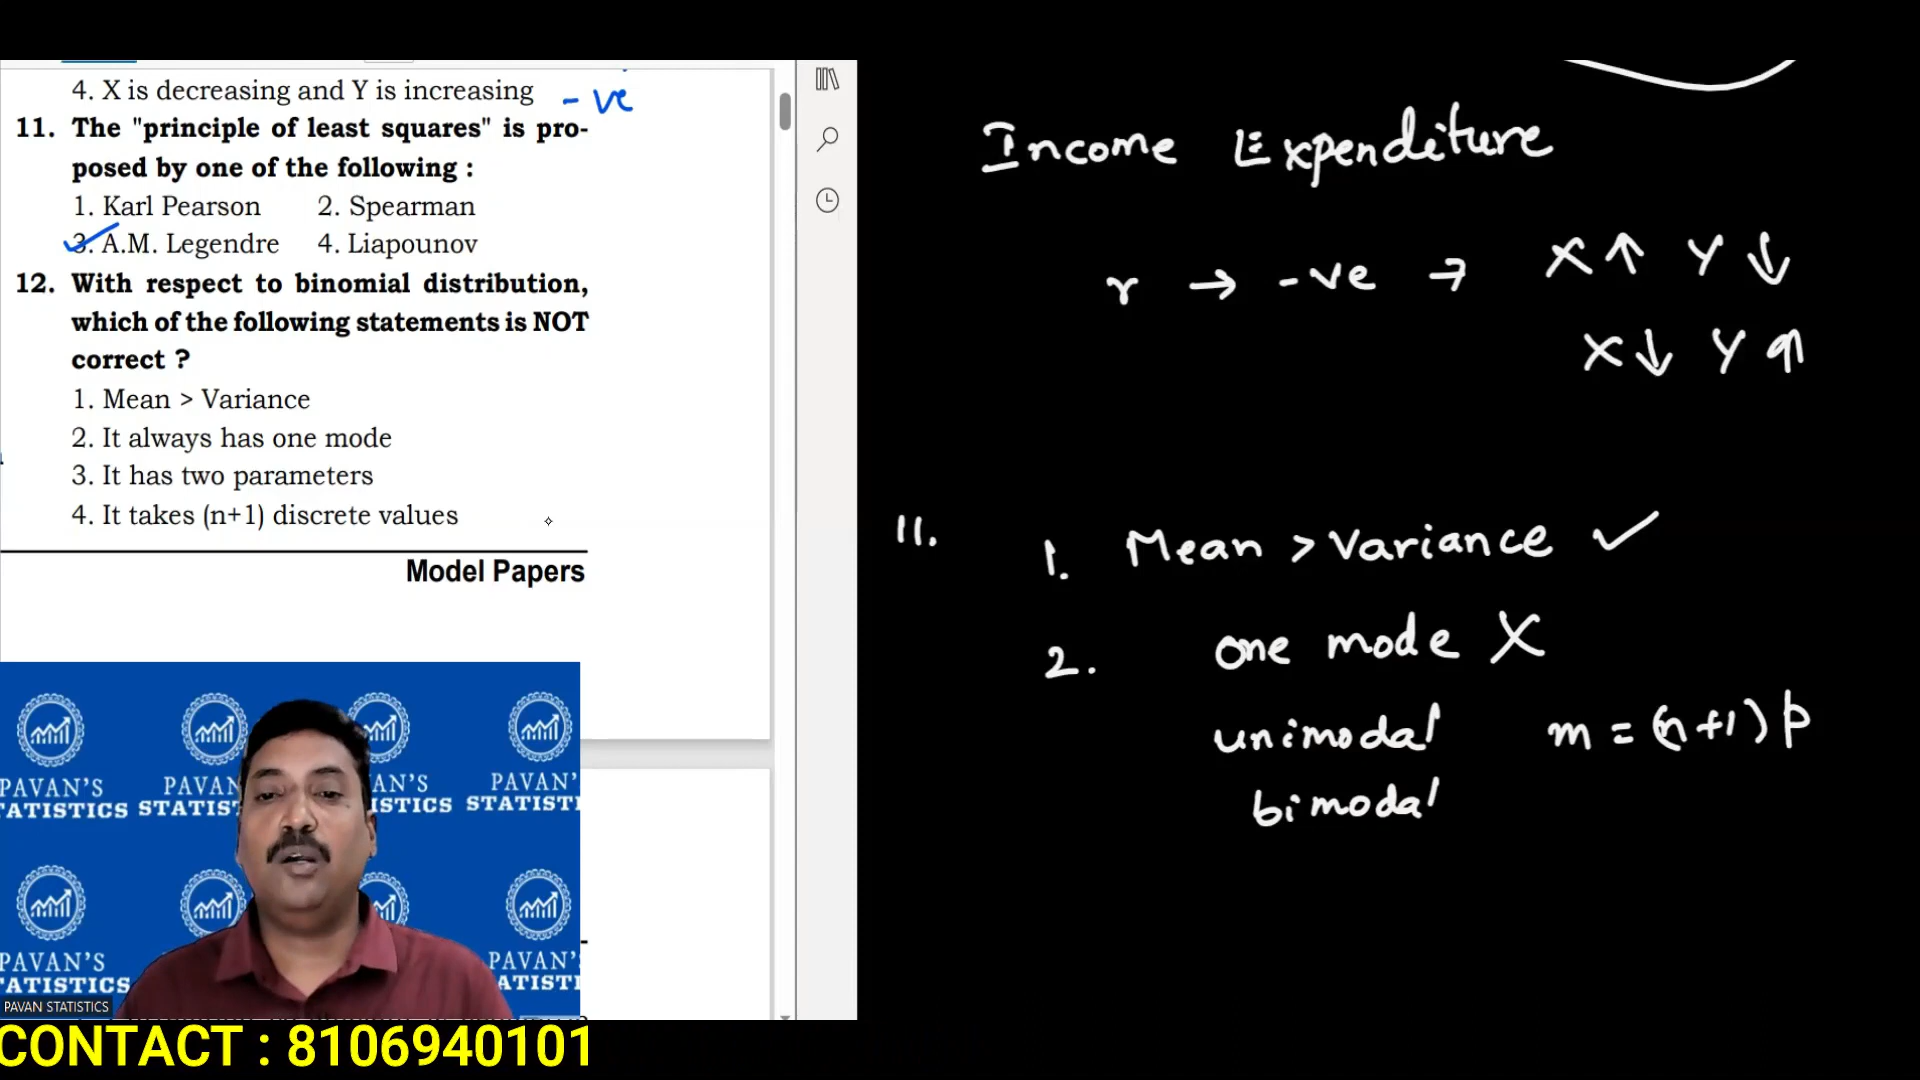 4. X is decreasing and Y is increasing - ve
11. The "principle of least squares" is pro-
posed by one of the following :
1. Karl Pearson 2. Spearman
3. A.M. Legendre 4. Liapounov
12. With respect to binomial distribution,
which of the following statements is NOT
correct ?
1. Mean > Variance
2. It always has one mode
3. It has two parameters
4. It takes (n+1) discrete values
Model Papers
Income Expenditure
r → -ve → X ↑ Y ↓
X ↓ Y ↑
11. 1. Mean > Variance ✓
2. one mode X
unimodal m = (n+1) p
bimodal
PAVAN'S
STATISTICS
PAVAN STATISTICS
CONTACT : 8106940101